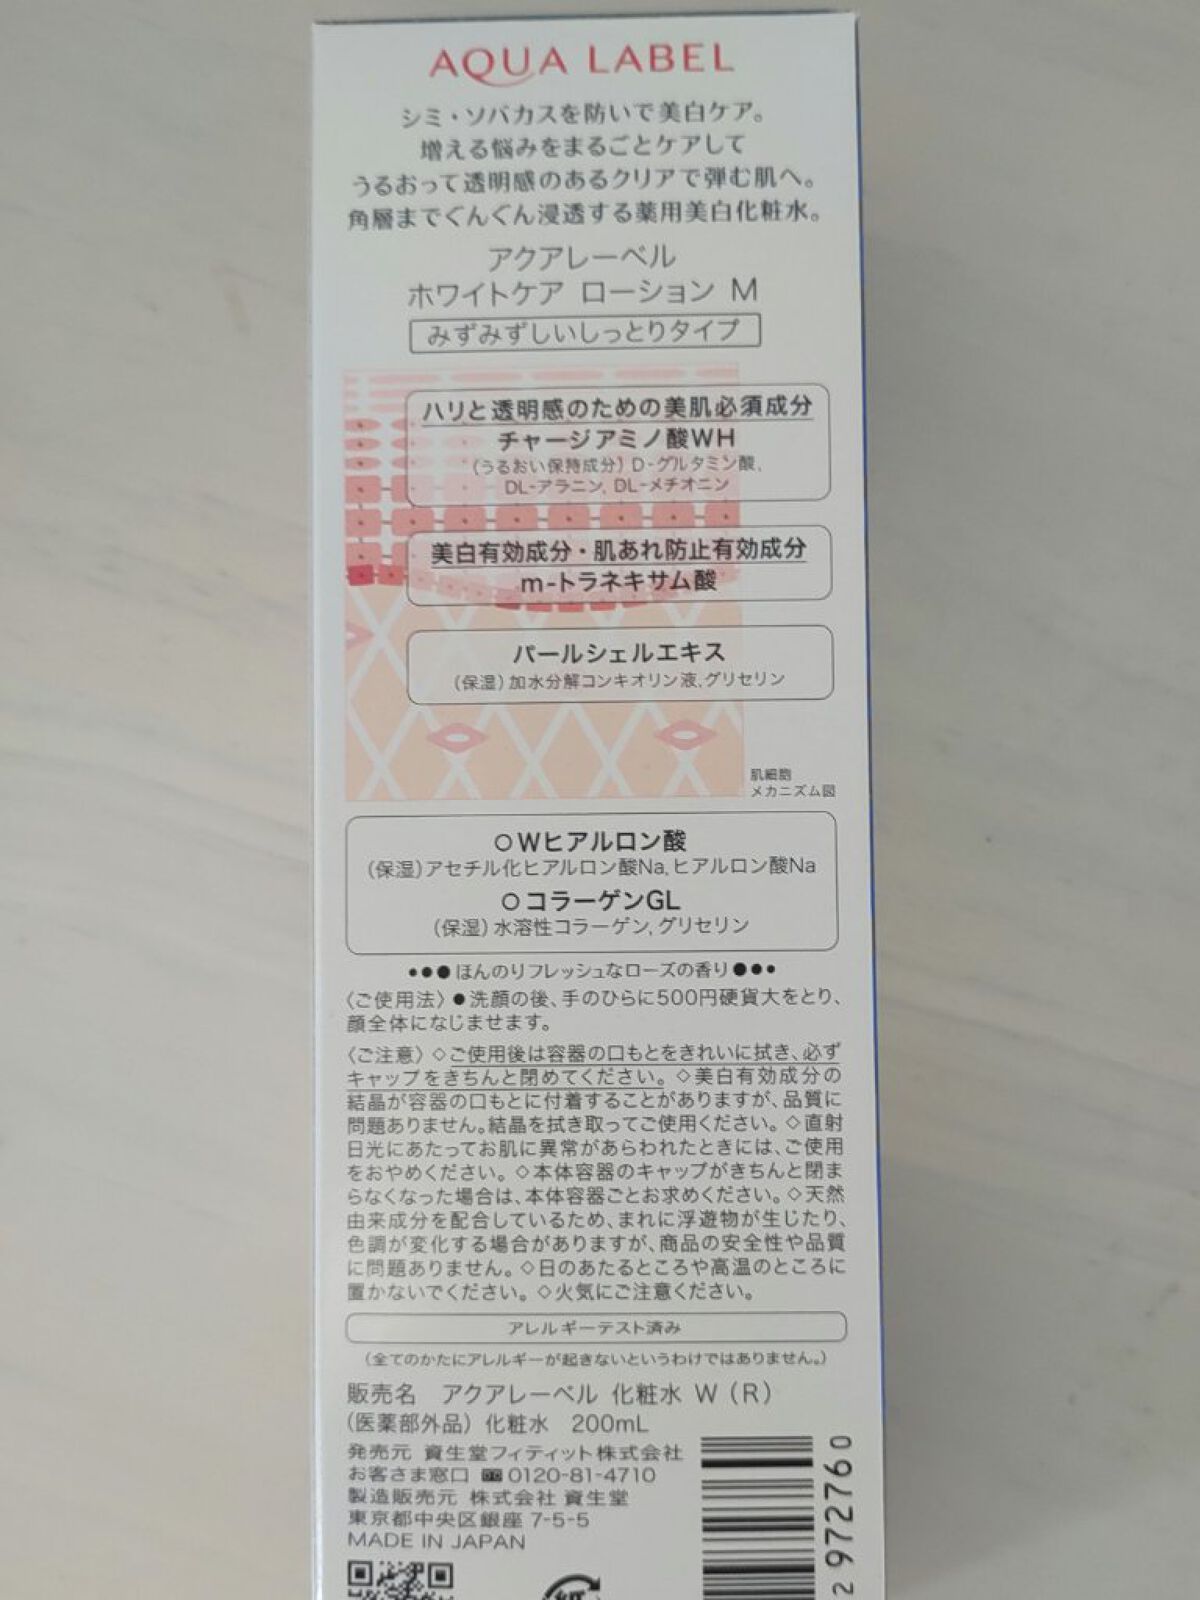 AQUA LABEL
シミ・ソバカスを防いで美白ケア。
増える悩みをまるごとケアして
うるおって透明感のあるクリアで弾む肌へ。
角層までぐんぐん浸透する薬用美白化粧水。
アクアレーベル
ホワイトケア ローション M
みずみずしいしっとりタイプ
ハリと透明感のための美肌必須成分
チャージアミノ酸WH
(うるおい保持成分) D-グルタミン酸、
DL-アラニン, DL-メチオニン
美白有効成分・肌あれ防止有効成分
m-トラネキサム酸
パールシェルエキス
(保湿) 加水分解コンキオリン液,グリセリン
肌細胞
メカニズム図
○Wヒアルロン酸
(保湿)アセチル化ヒアルロン酸Na,ヒアルロン酸Na
○コラーゲンGL
(保湿) 水溶性コラーゲン,グリセリン
●●●ほんのりフレッシュなローズの香り●●●
〈ご使用法〉●洗顔の後、手のひらに500円硬貨大をとり、
顔全体になじませます。
〈ご注意〉◇ご使用後は容器の口もとをきれいに拭き、必ず
キャップをきちんと閉めてください。◇美白有効成分の
結晶が容器の口もとに付着することがありますが、品質に
問題ありません。結晶を拭き取ってご使用ください。◇直射
日光にあたってお肌に異常があらわれたときには、ご使用
をおやめください。◇本体容器のキャップがきちんと閉ま
らなくなった場合は、本体容器ごとお求めください。◇天然
由来成分を配合しているため、まれに浮遊物が生じたり、
色調が変化する場合がありますが、商品の安全性や品質
に問題ありません。◇日のあたるところや高温のところに
置かないでください。◇火気にご注意ください。
アレルギーテスト済み
(全てのかたにアレルギーが起きないというわけではありません。)
販売名 アクアレーベル 化粧水 W (R)
(医薬部外品) 化粧水 200mL
発売元 資生堂フィティット株式会社
お客さま窓口 0120-81-4710
製造販売元 株式会社 資生堂
東京都中央区銀座 7-5-5
MADE IN JAPAN
2 972760
紙